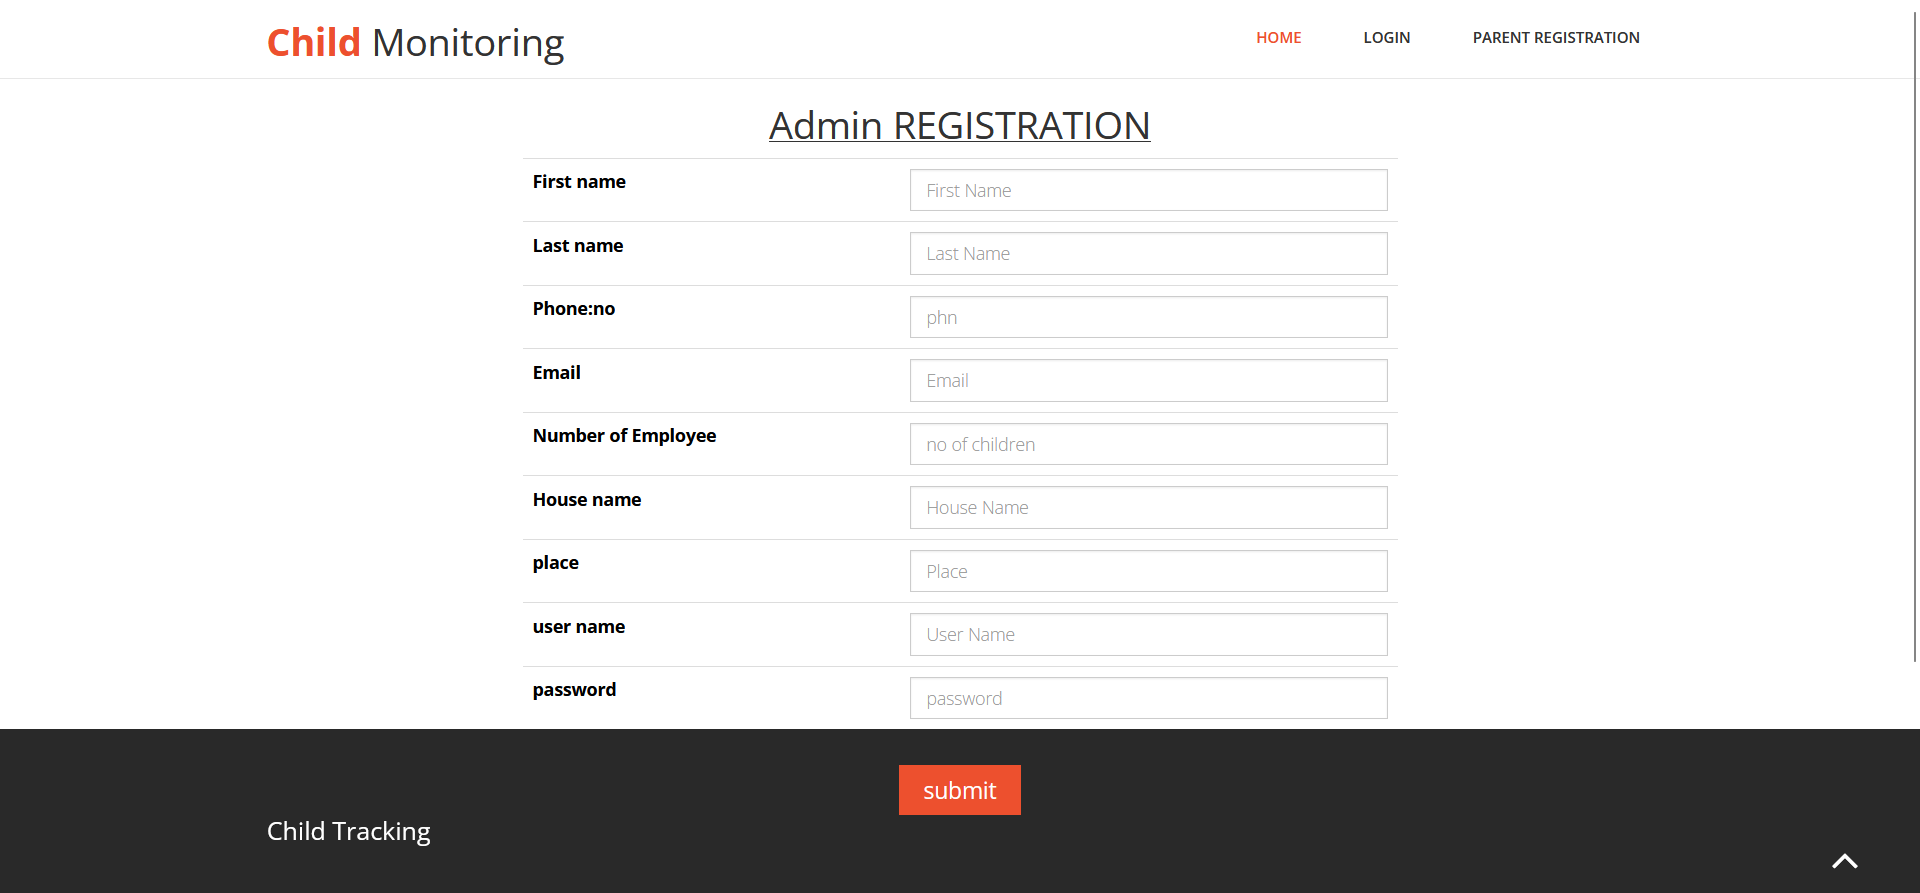 Child Monitoring
HOME LOGIN PARENT REGISTRATION
Admin REGISTRATION
First name First Name
Last name Last Name
Phone:no phn
Email Email
Number of Employee no of children
House name House Name
place Place
user name User Name
password password
submit
Child Tracking